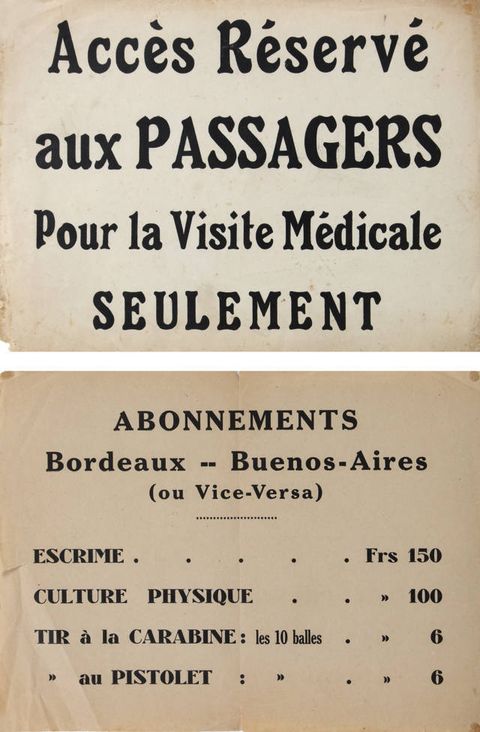 Accès Réservé
aux PASSAGERS
Pour la Visite Médicale
SEULEMENT
ABONNEMENTS
Bordeaux -- Buenos-Aires
(ou Vice-Versa)
ESCRIME . . . . . . Frs 150
CULTURE PHYSIQUE . . » 100
TIR à la CARABINE : les 10 balles . » 6
» au PISTOLET : » . » 6